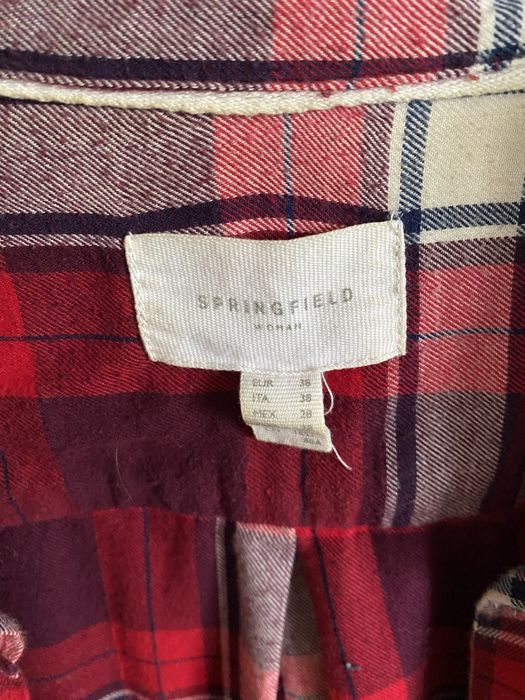 SPRINGFIELD
WOMAN
EUR 38
ITA 38
MEX 28